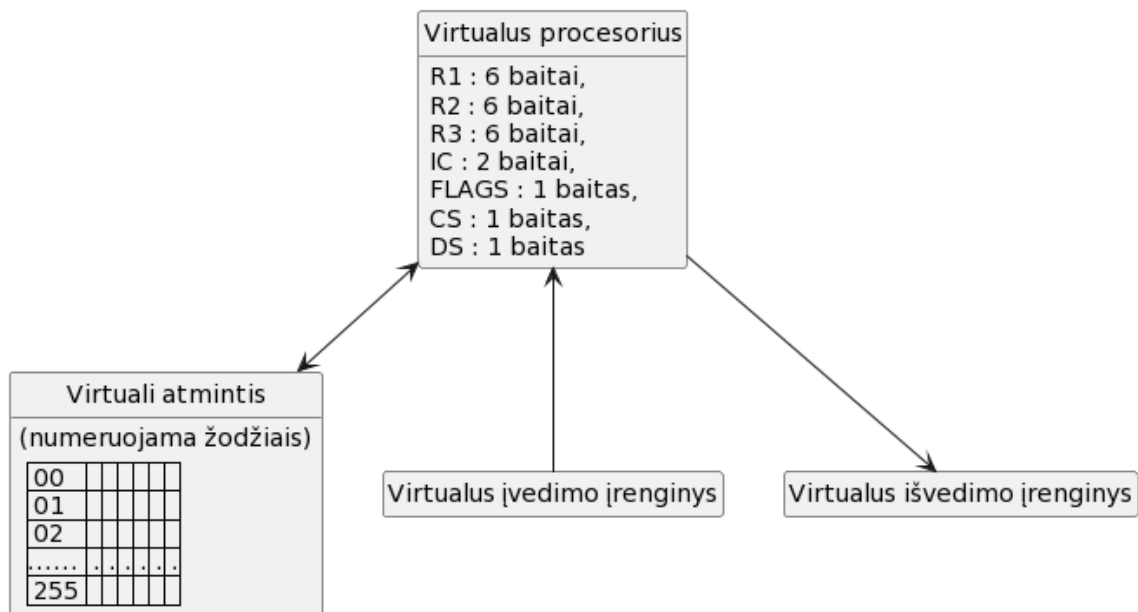 Virtualus procesorius
R1 : 6 baitai,
R2 : 6 baitai,
R3 : 6 baitai,
IC : 2 baitai,
FLAGS : 1 baitas,
CS : 1 baitas,
DS : 1 baitas
Virtuali atmintis
(numeruojama žodžiais)
00
01
02
...... . . . . . .
255
Virtualus įvedimo įrenginys
Virtualus išvedimo įrenginys